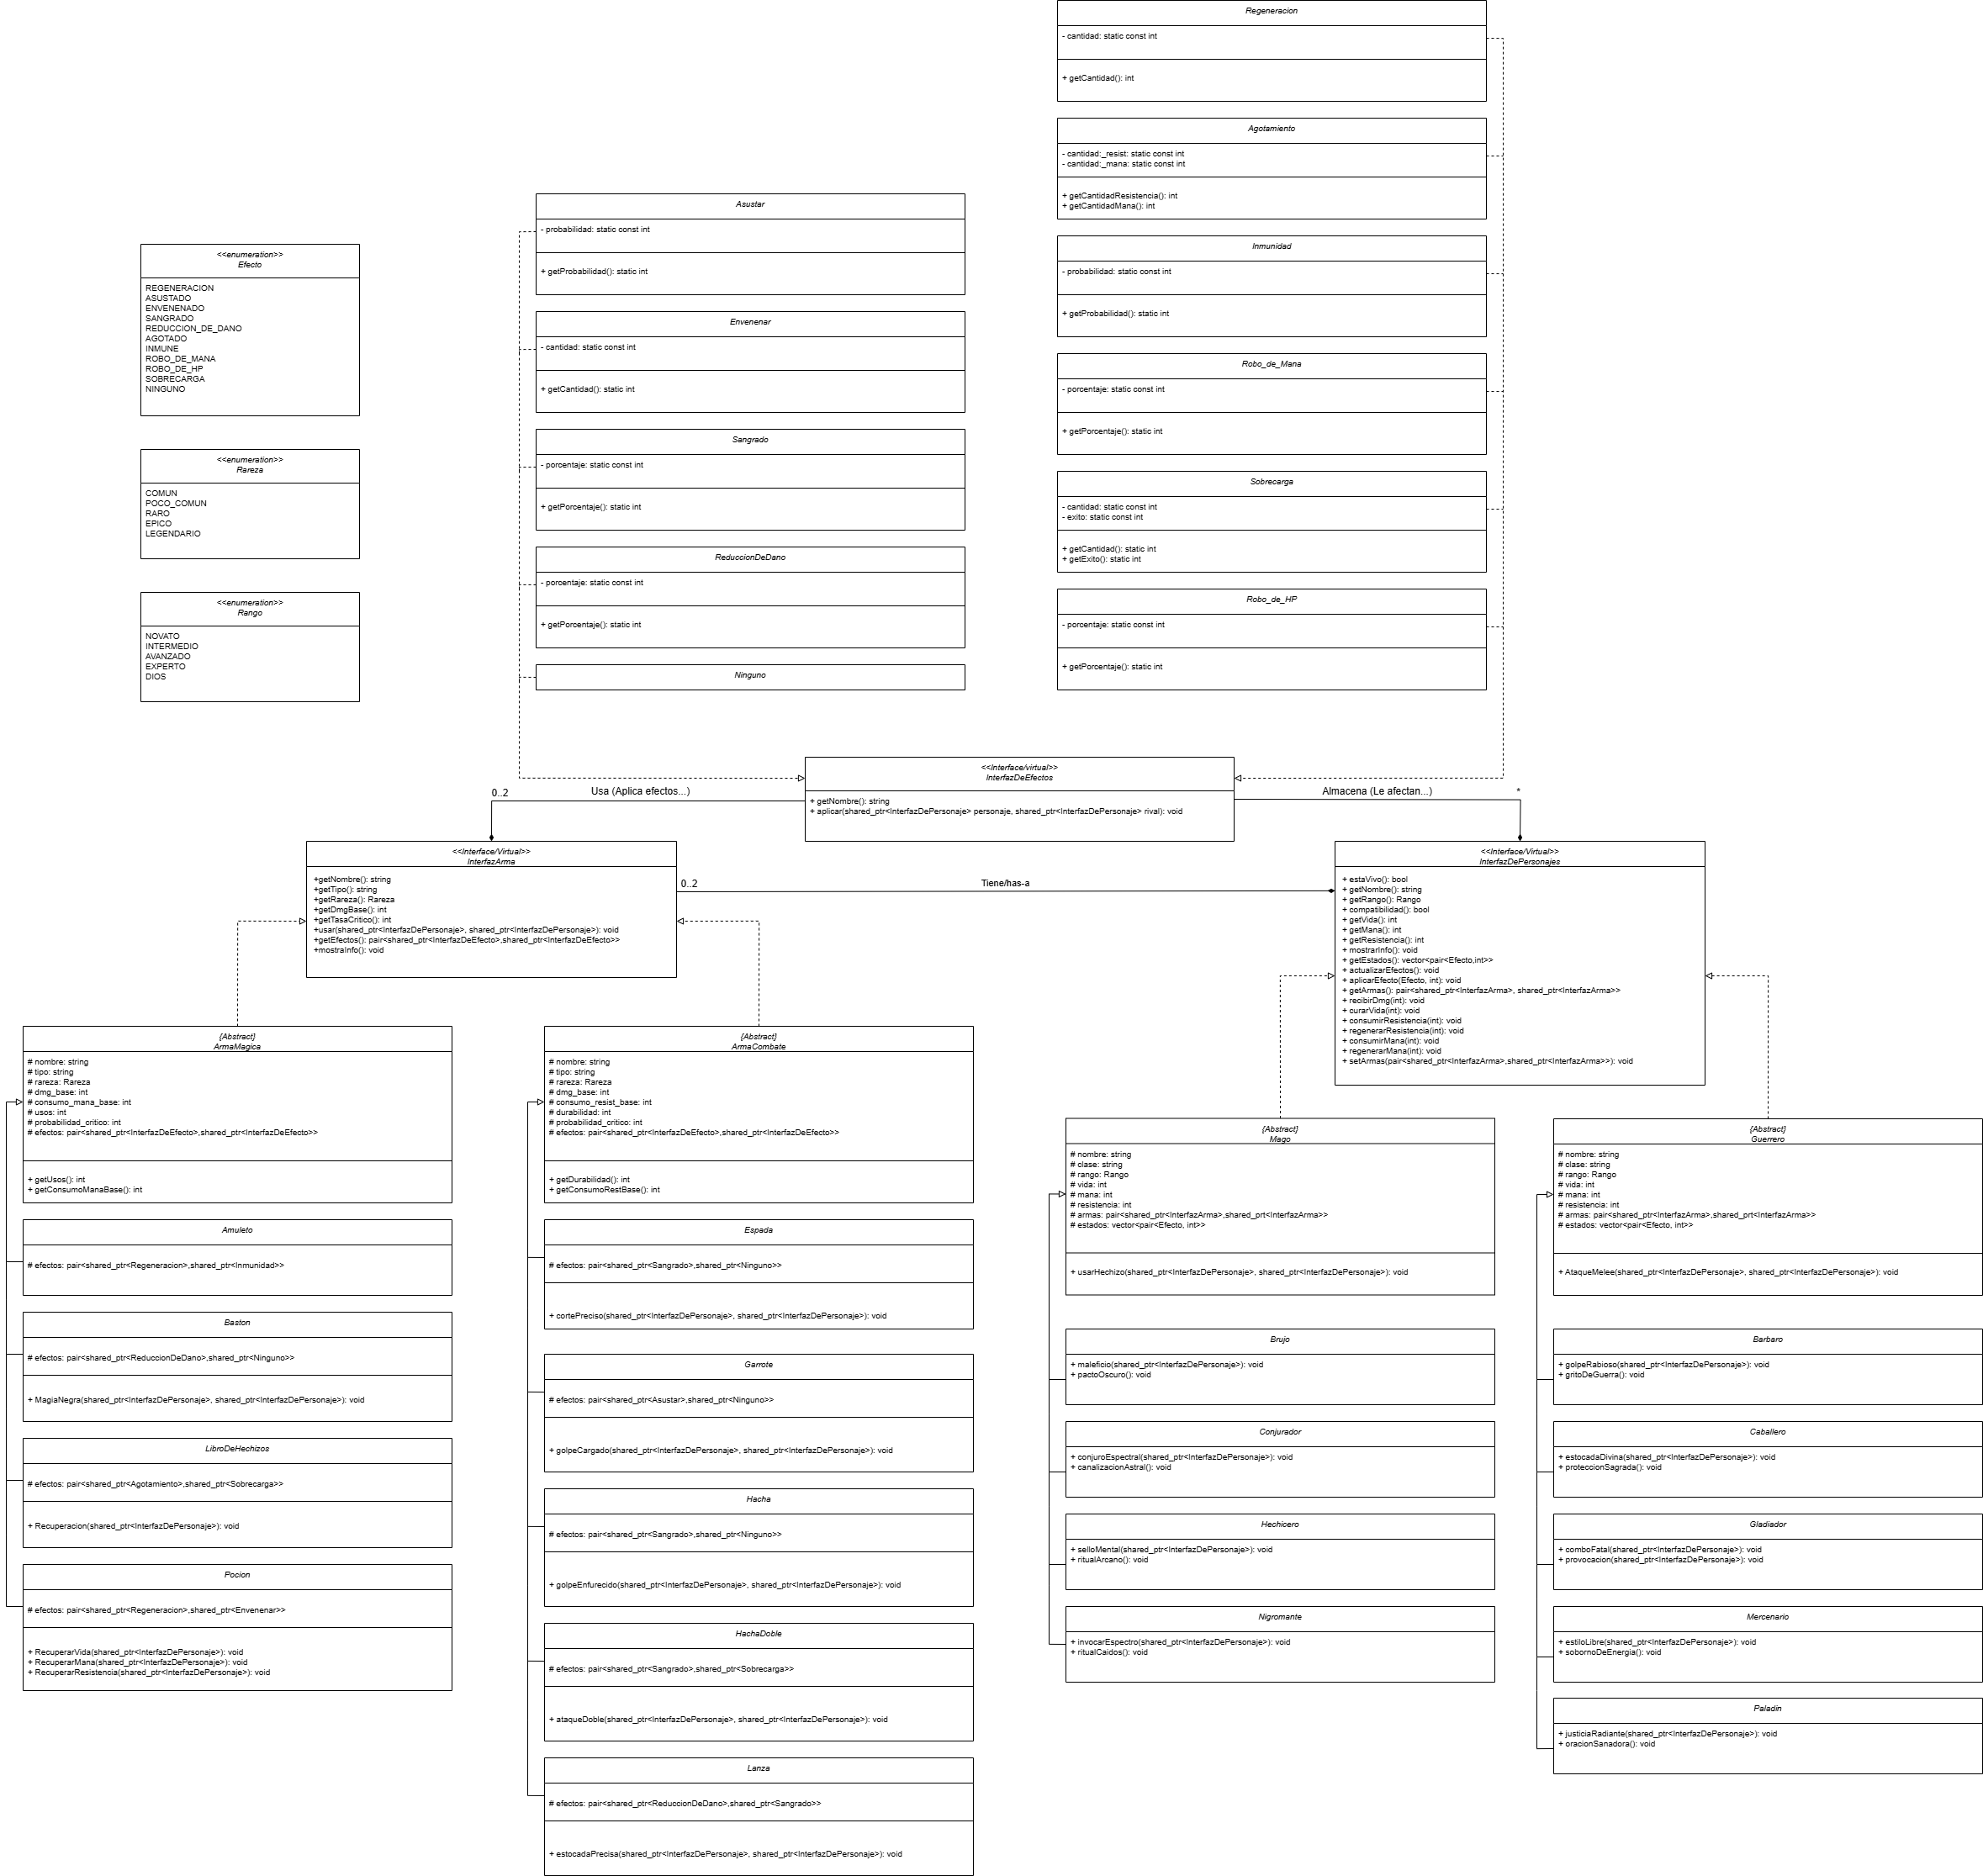 Regeneracion
- cantidad: static const int
+ getCantidad(): int
Agotamiento
- cantidad:_resist: static const int
- cantidad:_mana: static const int
+ getCantidadResistencia(): int
+ getCantidadMana(): int
Inmunidad
- probabilidad: static const int
+ getProbabilidad(): static int
Robo_de_Mana
- porcentaje: static const int
+ getPorcentaje(): static int
Sobrecarga
- cantidad: static const int
- exito: static const int
+ getCantidad(): static int
+ getExito(): static int
Robo_de_HP
- porcentaje: static const int
+ getPorcentaje(): static int
Asustar
- probabilidad: static const int
+ getProbabilidad(): static int
Envenenar
- cantidad: static const int
+ getCantidad(): static int
Sangrado
- porcentaje: static const int
+ getPorcentaje(): static int
ReduccionDeDano
- porcentaje: static const int
+ getPorcentaje(): static int
Ninguno
<<enumeration>>
Efecto
REGENERACION
ASUSTADO
ENVENENADO
SANGRADO
REDUCCION_DE_DANO
AGOTADO
INMUNE
ROBO_DE_MANA
ROBO_DE_HP
SOBRECARGA
NINGUNO
<<enumeration>>
Rareza
COMUN
POCO_COMUN
RARO
EPICO
LEGENDARIO
<<enumeration>>
Rango
NOVATO
INTERMEDIO
AVANZADO
EXPERTO
DIOS
<<Interface/virtual>>
InterfazDeEfectos
+ getNombre(): string
+ aplicar(shared_ptr<InterfazDePersonaje> personaje, shared_ptr<InterfazDePersonaje> rival): void
0..2
Usa (Aplica efectos...)
Almacena (Le afectan...)
*
<<Interface/Virtual>>
InterfazArma
+getNombre(): string
+getTipo(): string
+getRareza(): Rareza
+getDmgBase(): int
+getTasaCritico(): int
+usar(shared_ptr<InterfazDePersonaje>, shared_ptr<InterfazDePersonaje>): void
+getEfectos(): pair<shared_ptr<InterfazDeEfecto>,shared_ptr<InterfazDeEfecto>>
+mostraInfo(): void
0..2
Tiene/has-a
<<Interface/Virtual>>
InterfazDePersonajes
+ estaVivo(): bool
+ getNombre(): string
+ getRango(): Rango
+ compatibilidad(): bool
+ getVida(): int
+ getMana(): int
+ getResistencia(): int
+ mostrarInfo(): void
+ getEstados(): vector<pair<Efecto,int>>
+ actualizarEfectos(): void
+ aplicarEfecto(Efecto, int): void
+ getArmas(): pair<shared_ptr<InterfazArma>, shared_ptr<InterfazArma>>
+ recibirDmg(int): void
+ curarVida(int): void
+ consumirResistencia(int): void
+ regenerarResistencia(int): void
+ consumirMana(int): void
+ regenerarMana(int): void
+ setArmas(pair<shared_ptr<InterfazArma>,shared_ptr<InterfazArma>>): void
{Abstract}
ArmaMagica
# nombre: string
# tipo: string
# rareza: Rareza
# dmg_base: int
# consumo_mana_base: int
# usos: int
# probabilidad_critico: int
# efectos: pair<shared_ptr<InterfazDeEfecto>,shared_ptr<InterfazDeEfecto>>
+ getUsos(): int
+ getConsumoManaBase(): int
Amuleto
# efectos: pair<shared_ptr<Regeneracion>,shared_ptr<Inmunidad>>
Baston
# efectos: pair<shared_ptr<ReduccionDeDano>,shared_ptr<Ninguno>>
+ MagiaNegra(shared_ptr<InterfazDePersonaje>, shared_ptr<InterfazDePersonaje>): void
LibroDeHechizos
# efectos: pair<shared_ptr<Agotamiento>,shared_ptr<Sobrecarga>>
+ Recuperacion(shared_ptr<InterfazDePersonaje>): void
Pocion
# efectos: pair<shared_ptr<Regeneracion>,shared_ptr<Envenenar>>
+ RecuperarVida(shared_ptr<InterfazDePersonaje>): void
+ RecuperarMana(shared_ptr<InterfazDePersonaje>): void
+ RecuperarResistencia(shared_ptr<InterfazDePersonaje>): void
{Abstract}
ArmaCombate
# nombre: string
# tipo: string
# rareza: Rareza
# dmg_base: int
# consumo_resist_base: int
# durabilidad: int
# probabilidad_critico: int
# efectos: pair<shared_ptr<InterfazDeEfecto>,shared_ptr<InterfazDeEfecto>>
+ getDurabilidad(): int
+ getConsumoRestBase(): int
Espada
# efectos: pair<shared_ptr<Sangrado>,shared_ptr<Ninguno>>
+ cortePreciso(shared_ptr<InterfazDePersonaje>, shared_ptr<InterfazDePersonaje>): void
Garrote
# efectos: pair<shared_ptr<Asustar>,shared_ptr<Ninguno>>
+ golpeCargado(shared_ptr<InterfazDePersonaje>, shared_ptr<InterfazDePersonaje>): void
Hacha
# efectos: pair<shared_ptr<Sangrado>,shared_ptr<Ninguno>>
+ golpeEnfurecido(shared_ptr<InterfazDePersonaje>, shared_ptr<InterfazDePersonaje>): void
HachaDoble
# efectos: pair<shared_ptr<Sangrado>,shared_ptr<Sobrecarga>>
+ ataqueDoble(shared_ptr<InterfazDePersonaje>, shared_ptr<InterfazDePersonaje>): void
Lanza
# efectos: pair<shared_ptr<ReduccionDeDano>,shared_ptr<Sangrado>>
+ estocadaPrecisa(shared_ptr<InterfazDePersonaje>, shared_ptr<InterfazDePersonaje>): void
{Abstract}
Mago
# nombre: string
# clase: string
# rango: Rango
# vida: int
# mana: int
# resistencia: int
# armas: pair<shared_ptr<InterfazArma>,shared_prt<InterfazArma>>
# estados: vector<pair<Efecto, int>>
+ usarHechizo(shared_ptr<InterfazDePersonaje>, shared_ptr<InterfazDePersonaje>): void
Brujo
+ maleficio(shared_ptr<InterfazDePersonaje>): void
+ pactoOscuro(): void
Conjurador
+ conjuroEspectral(shared_ptr<InterfazDePersonaje>): void
+ canalizacionAstral(): void
Hechicero
+ selloMental(shared_ptr<InterfazDePersonaje>): void
+ ritualArcano(): void
Nigromante
+ invocarEspectro(shared_ptr<InterfazDePersonaje>): void
+ ritualCaidos(): void
{Abstract}
Guerrero
# nombre: string
# clase: string
# rango: Rango
# vida: int
# mana: int
# resistencia: int
# armas: pair<shared_ptr<InterfazArma>,shared_prt<InterfazArma>>
# estados: vector<pair<Efecto, int>>
+ AtaqueMelee(shared_ptr<InterfazDePersonaje>, shared_ptr<InterfazDePersonaje>): void
Barbaro
+ golpeRabioso(shared_ptr<InterfazDePersonaje>): void
+ gritoDeGuerra(): void
Caballero
+ estocadaDivina(shared_ptr<InterfazDePersonaje>): void
+ proteccionSagrada(): void
Gladiador
+ comboFatal(shared_ptr<InterfazDePersonaje>): void
+ provocacion(shared_ptr<InterfazDePersonaje>): void
Mercenario
+ estiloLibre(shared_ptr<InterfazDePersonaje>): void
+ sobornoDeEnergia(): void
Paladin
+ justiciaRadiante(shared_ptr<InterfazDePersonaje>): void
+ oracionSanadora(): void